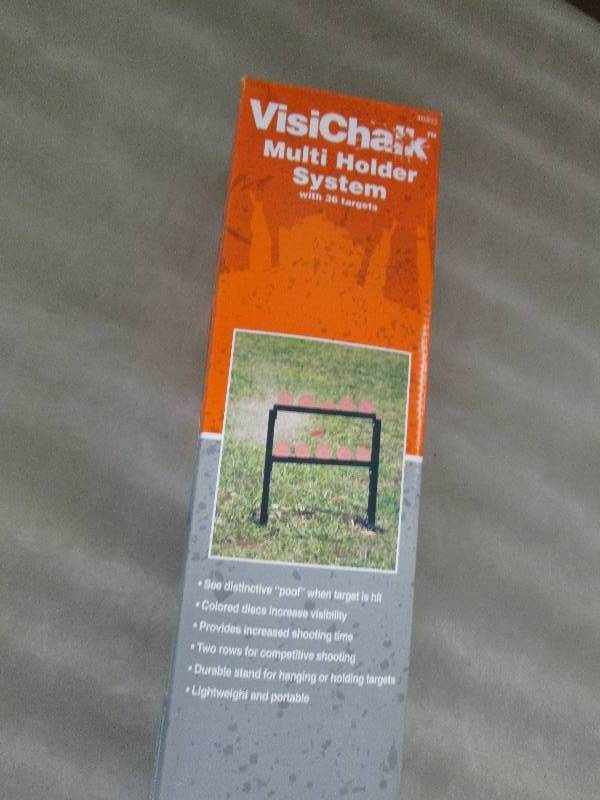 VisiChalk™
Multi Holder
System
with 36 targets
• See distinctive "poof" when target is hit
• Colored discs increase visibility
• Provides increased shooting time
• Two rows for competitive shooting
• Durable stand for hanging or holding targets
• Lightweight and portable